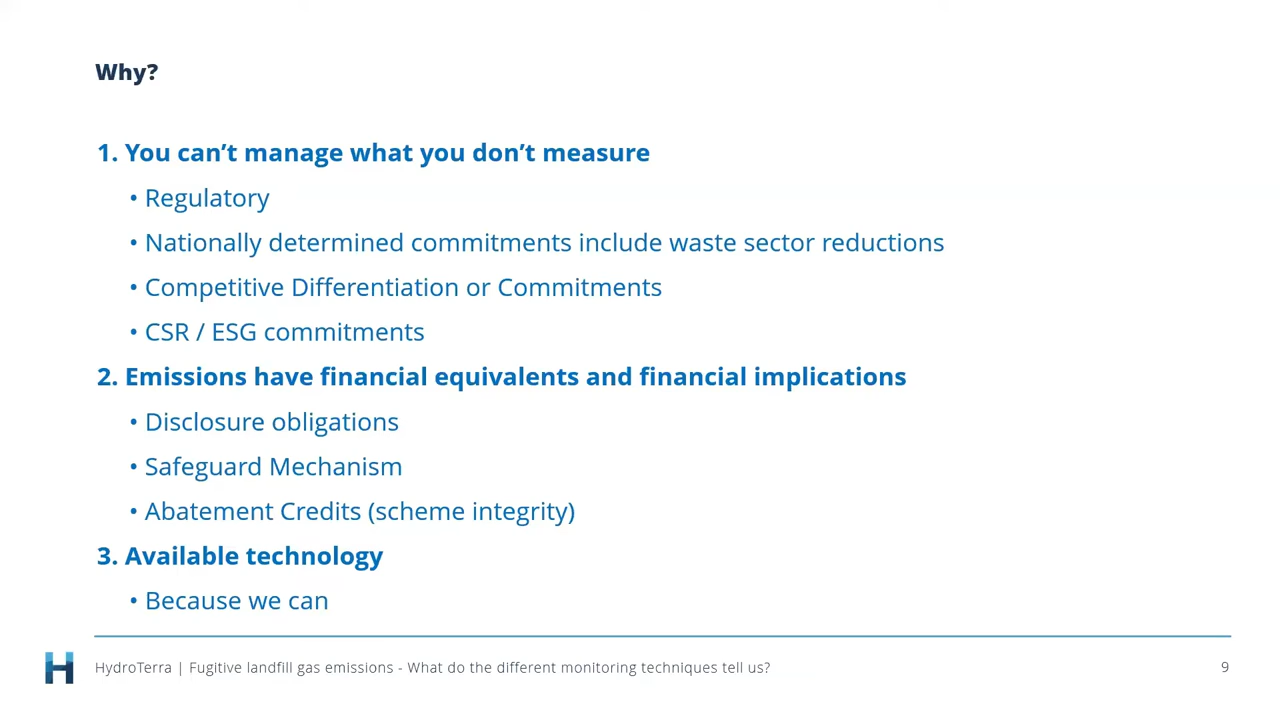 Why?
1. You can’t manage what you don’t measure
• Regulatory
• Nationally determined commitments include waste sector reductions
• Competitive Differentiation or Commitments
• CSR / ESG commitments
2. Emissions have financial equivalents and financial implications
• Disclosure obligations
• Safeguard Mechanism
• Abatement Credits (scheme integrity)
3. Available technology
• Because we can
H HydroTerra | Fugitive landfill gas emissions - What do the different monitoring techniques tell us? 9